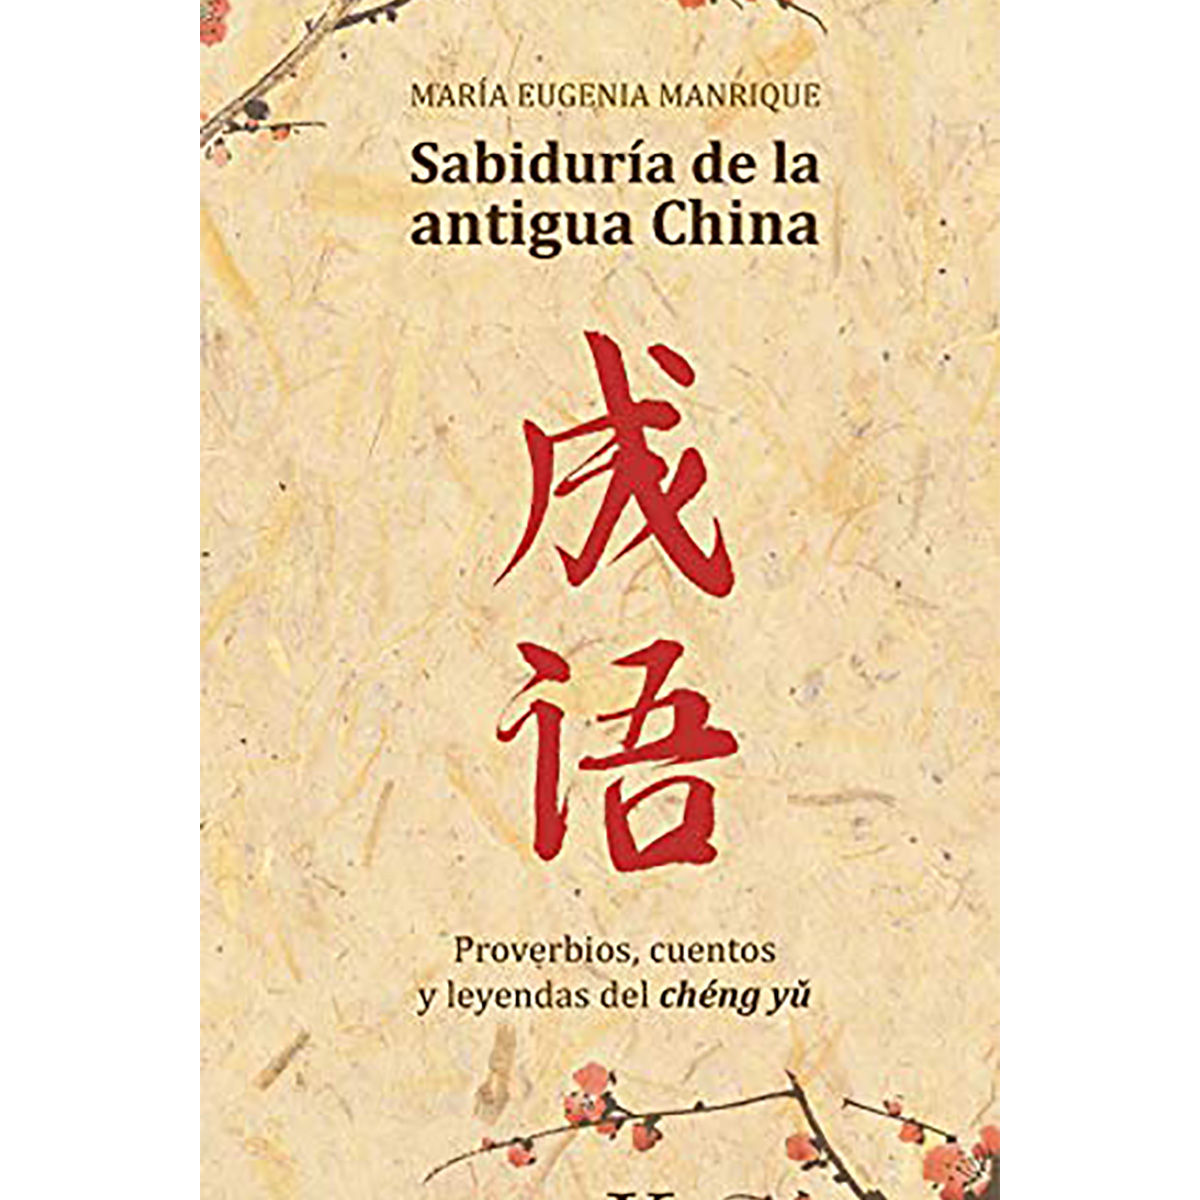 MARÍA EUGENIA MANRIQUE
Sabiduría de la
antigua China
成
语
Proverbios, cuentos
y leyendas del chéng yǔ